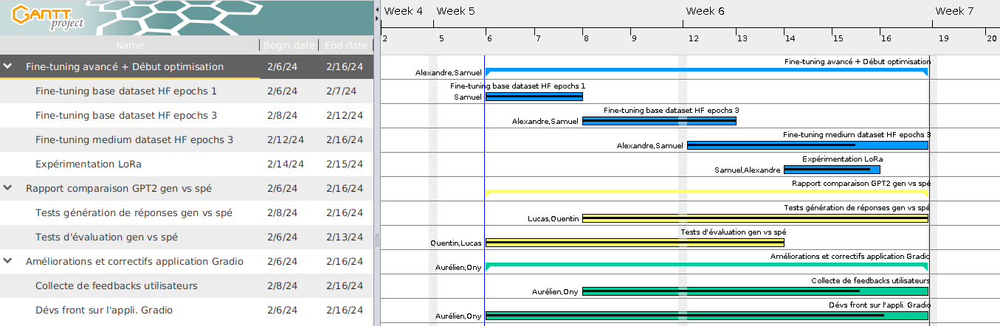 GANTT
project
Name Begin date End date
Fine-tuning avancé + Début optimisation 2/6/24 2/16/24
Fine-tuning base dataset HF epochs 1 2/6/24 2/7/24
Fine-tuning base dataset HF epochs 3 2/8/24 2/12/24
Fine-tuning medium dataset HF epochs 3 2/12/24 2/16/24
Expérimentation LoRa 2/14/24 2/15/24
Rapport comparaison GPT2 gen vs spé 2/6/24 2/16/24
Tests génération de réponses gen vs spé 2/8/24 2/16/24
Tests d'évaluation gen vs spé 2/6/24 2/13/24
Améliorations et correctifs application Gradio 2/6/24 2/16/24
Collecte de feedbacks utilisateurs 2/8/24 2/16/24
Dévs front sur l'appli. Gradio 2/6/24 2/16/24
Week 4 Week 5 Week 6 Week 7
2 5 6 7 8 9 12 13 14 15 16 19 20
Fine-tuning avancé + Début optimisation
Alexandre,Samuel
Fine-tuning base dataset HF epochs 1
Samuel
Fine-tuning base dataset HF epochs 3
Alexandre,Samuel
Fine-tuning medium dataset HF epochs 3
Alexandre,Samuel
Expérimentation LoRa
Samuel,Alexandre
Rapport comparaison GPT2 gen vs spé
Tests génération de réponses gen vs spé
Lucas,Quentin
Tests d'évaluation gen vs spé
Quentin,Lucas
Améliorations et correctifs application Gradio
Aurélien,Ony
Collecte de feedbacks utilisateurs
Aurélien,Ony
Dévs front sur l'appli. Gradio
Aurélien,Ony